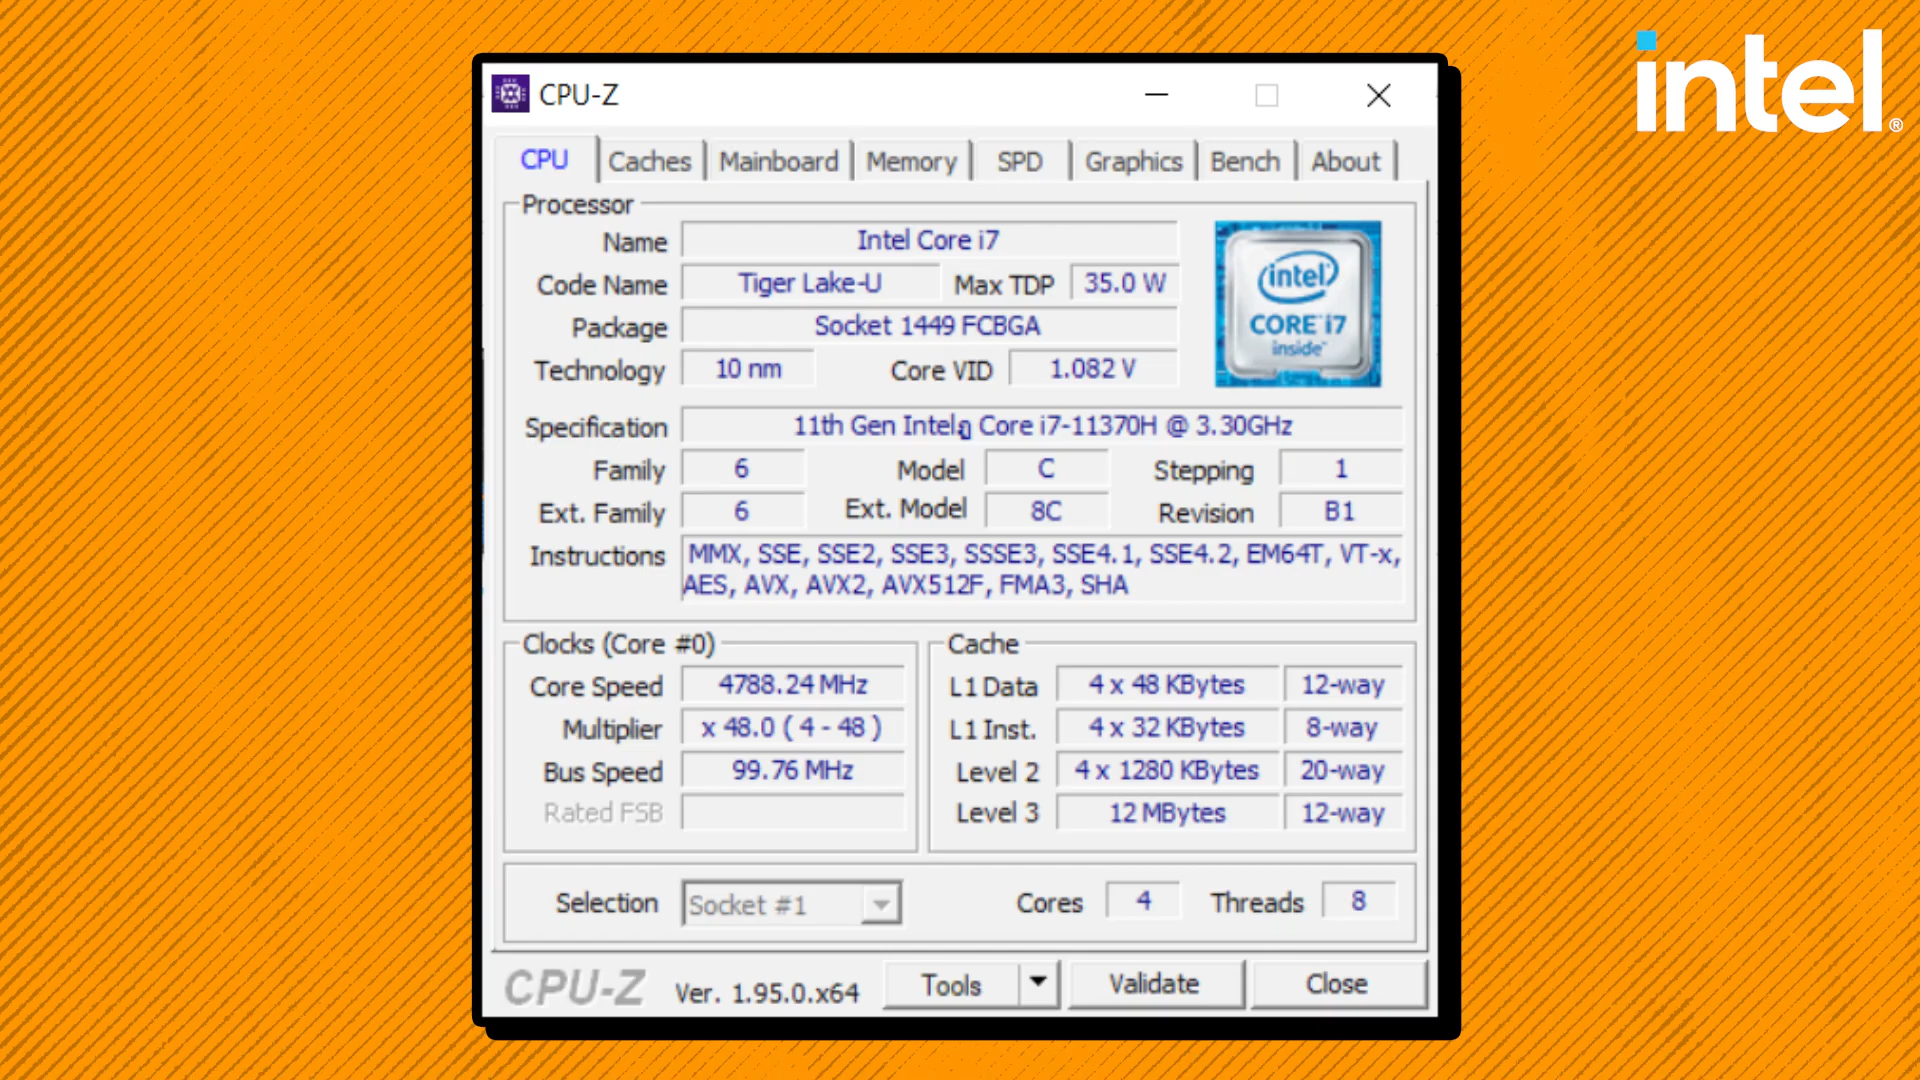 intel®
CPU-Z
CPU Caches Mainboard Memory SPD Graphics Bench About
Processor
Name Intel Core i7
Code Name Tiger Lake-U Max TDP 35.0 W
Package Socket 1449 FCBGA
Technology 10 nm Core VID 1.082 V
intel
CORE i7
inside™
Specification 11th Gen Intel Core i7-11370H @ 3.30GHz
Family 6 Model C Stepping 1
Ext. Family 6 Ext. Model 8C Revision B1
Instructions MMX, SSE, SSE2, SSE3, SSSE3, SSE4.1, SSE4.2, EM64T, VT-x,
AES, AVX, AVX2, AVX512F, FMA3, SHA
Clocks (Core #0)
Core Speed 4788.24 MHz
Multiplier x 48.0 ( 4 - 48 )
Bus Speed 99.76 MHz
Rated FSB
Cache
L1 Data 4 x 48 KBytes 12-way
L1 Inst. 4 x 32 KBytes 8-way
Level 2 4 x 1280 KBytes 20-way
Level 3 12 MBytes 12-way
Selection Socket #1 Cores 4 Threads 8
CPU-Z Ver. 1.95.0.x64 Tools Validate Close